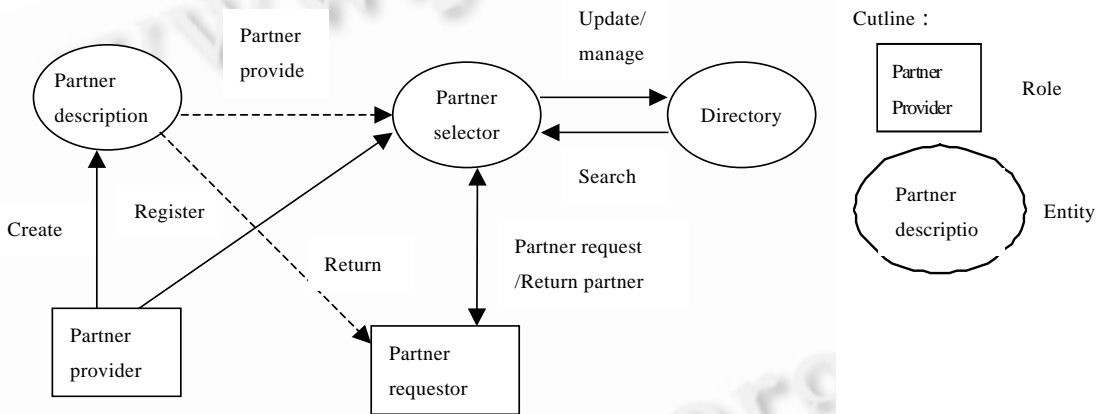 Partner
provide
Update/
manage
Cutline：
Partner
description
Partner
selector
Directory
Partner
Provider
Role
Search
Create
Register
Return
Partner request
/Return partner
Partner
descriptio
Entity
Partner
provider
Partner
requestor